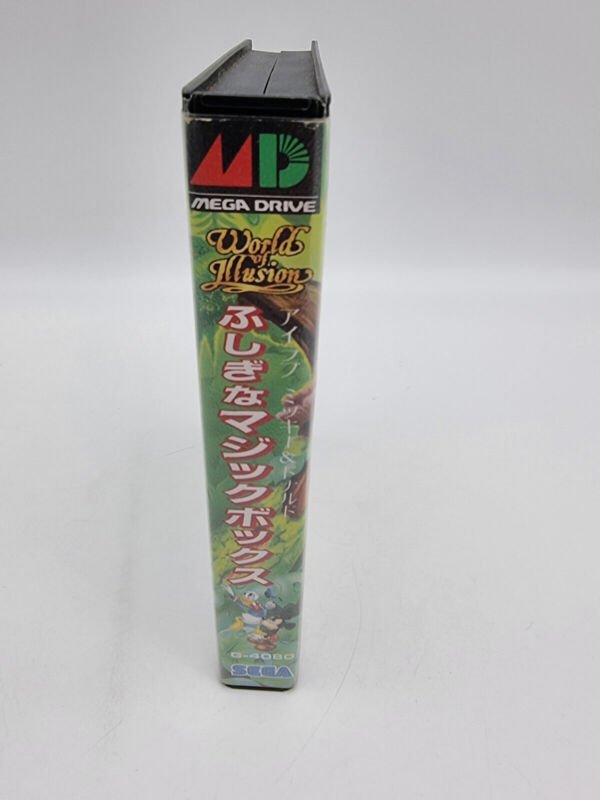 MD
MEGA DRIVE
World
of
Illusion
アイラブ ミッキー&ドナルド
ふしぎなマジックボックス
G-4080
SEGA